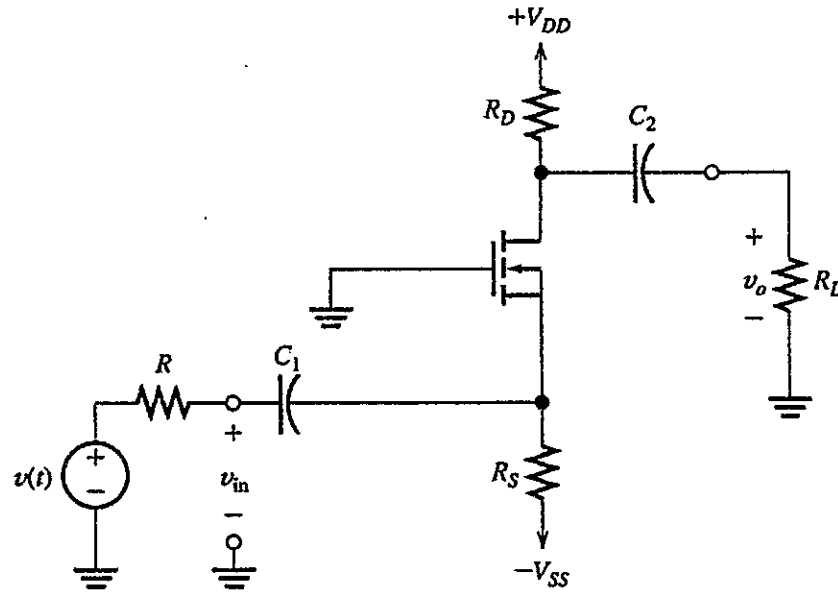 +V_DD
R_D
C_2
+
v_o
R_L
−
R
C_1
+
−
v(t)
+
v_in
−
R_S
−V_SS